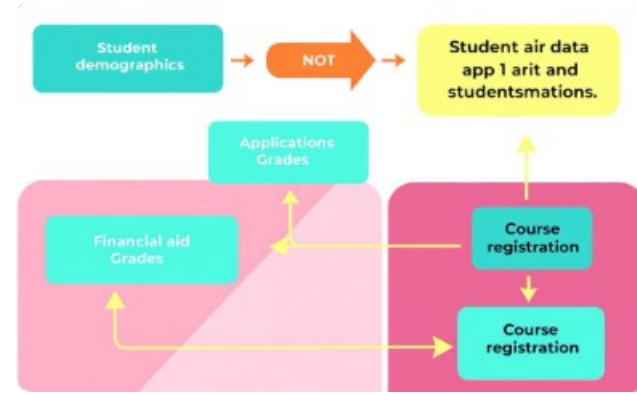 Student
demographics
NOT
Student air data
app 1 arit and
studentsmations.
Applications
Grades
Financial aid
Grades
Course
registration
Course
registration